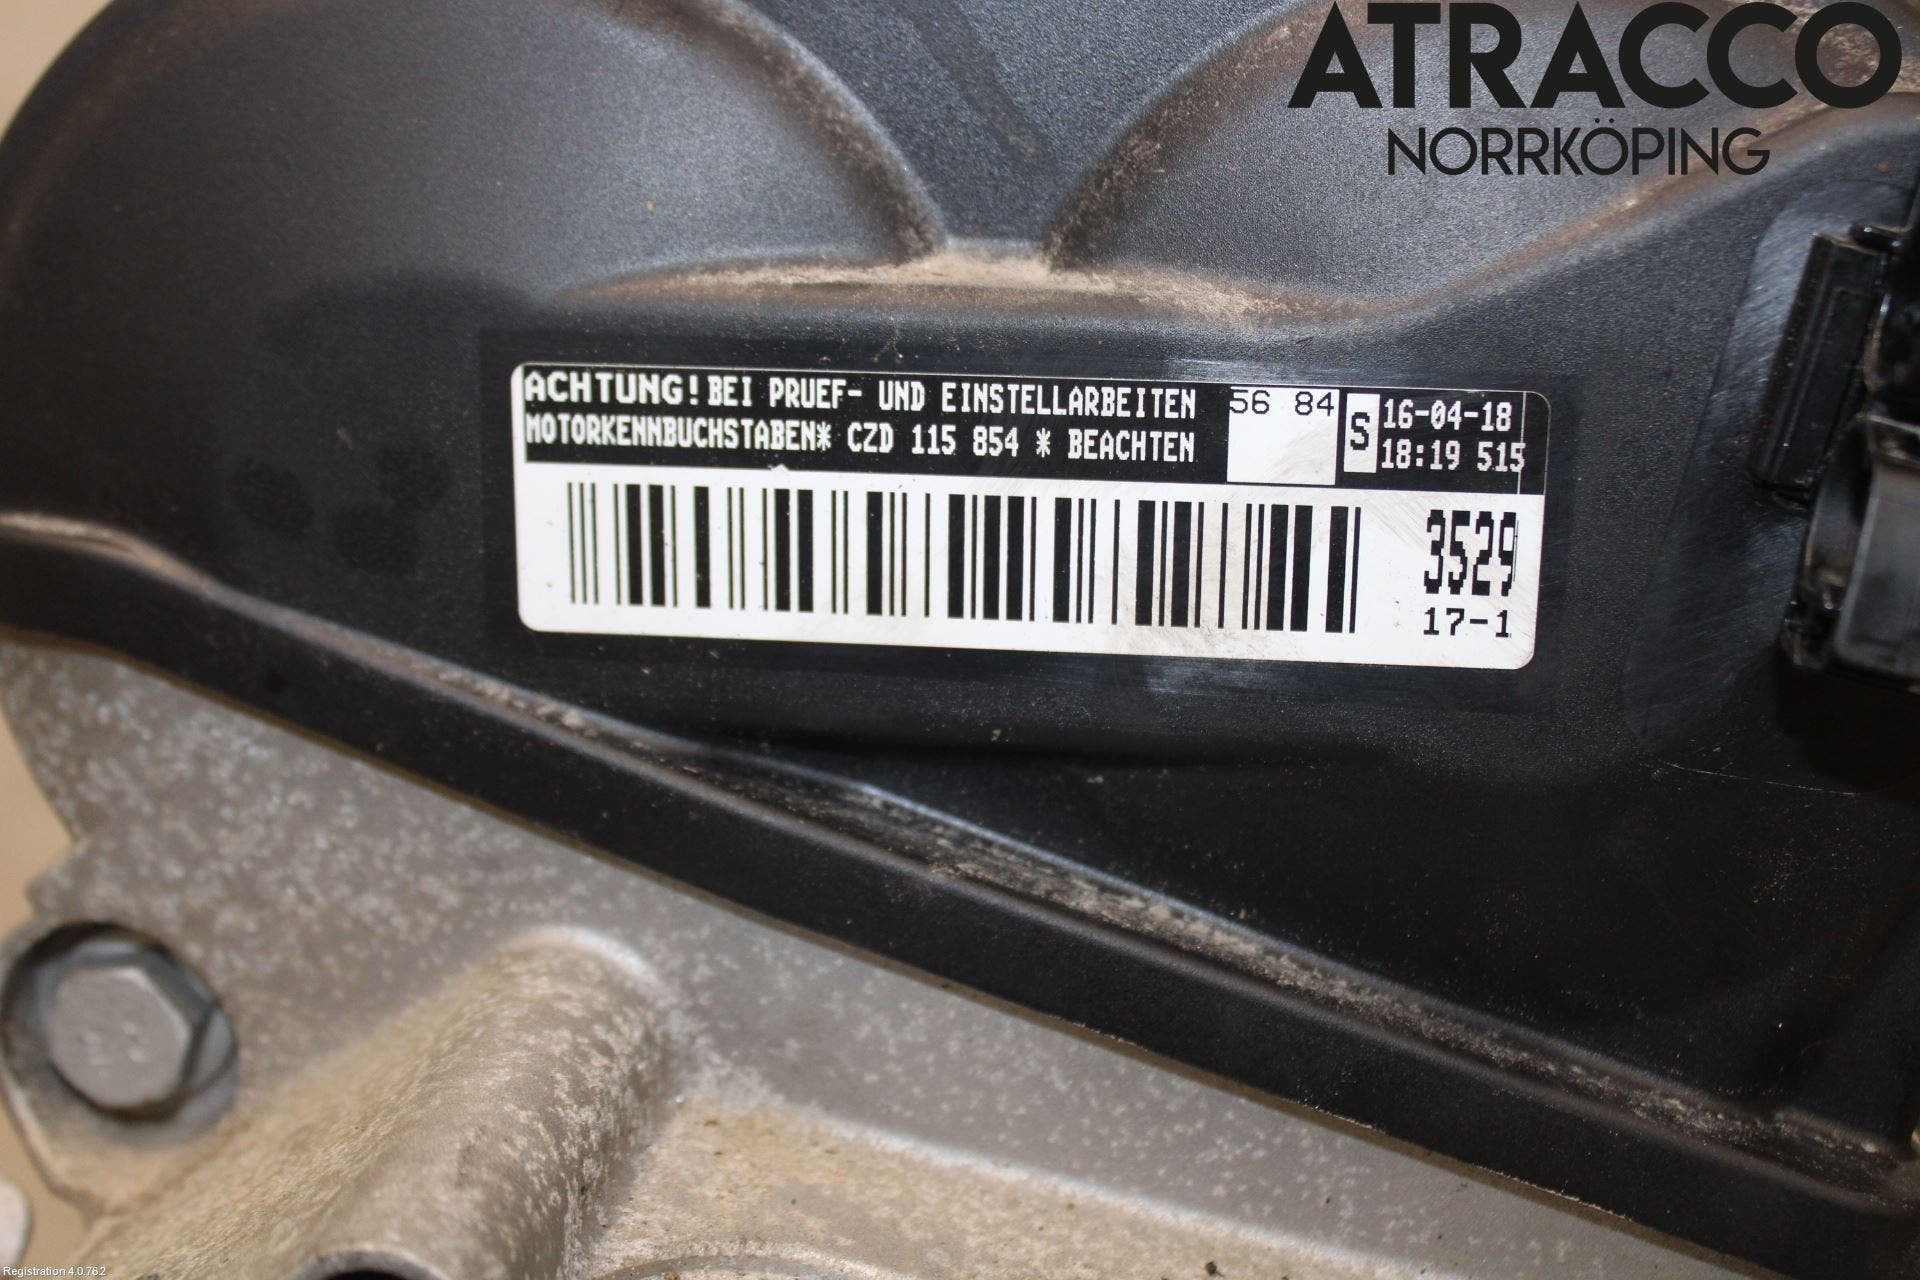 ATRACCO
NORRKÖPING
ACHTUNG! BEI PRUEF- UND EINSTELLARBEITEN
MOTORKENNBUCHSTABEN* CZD 115 854 * BEACHTEN
56 84
S
16-04-18
18:19 515
3529
17-1
Registration 4.0.762